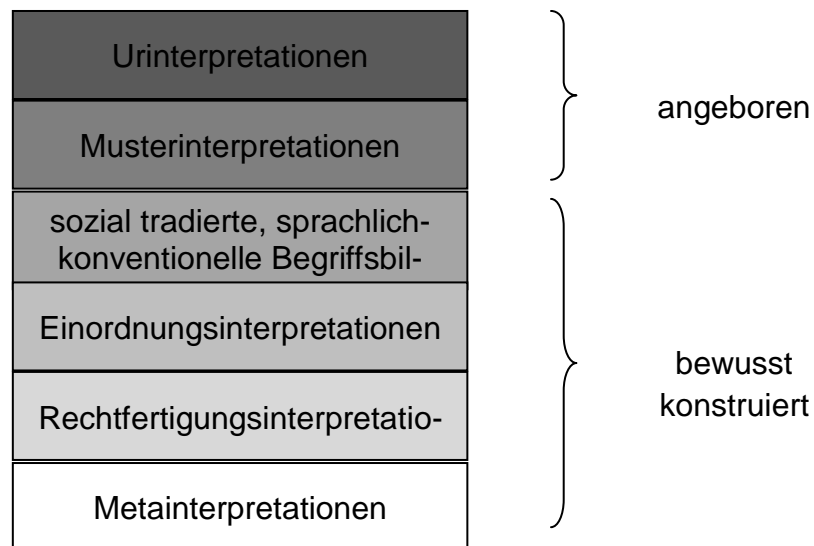 Urinterpretationen
angeboren
Musterinterpretationen
sozial tradierte, sprachlich-
konventionelle Begriffsbil-
Einordnungsinterpretationen
bewusst
konstruiert
Rechtfertigungsinterpretatio-
Metainterpretationen